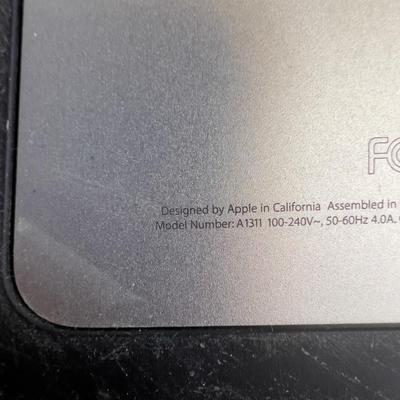 FC
Designed by Apple in California Assembled in
Model Number: A1311 100-240V~, 50-60Hz 4.0A.